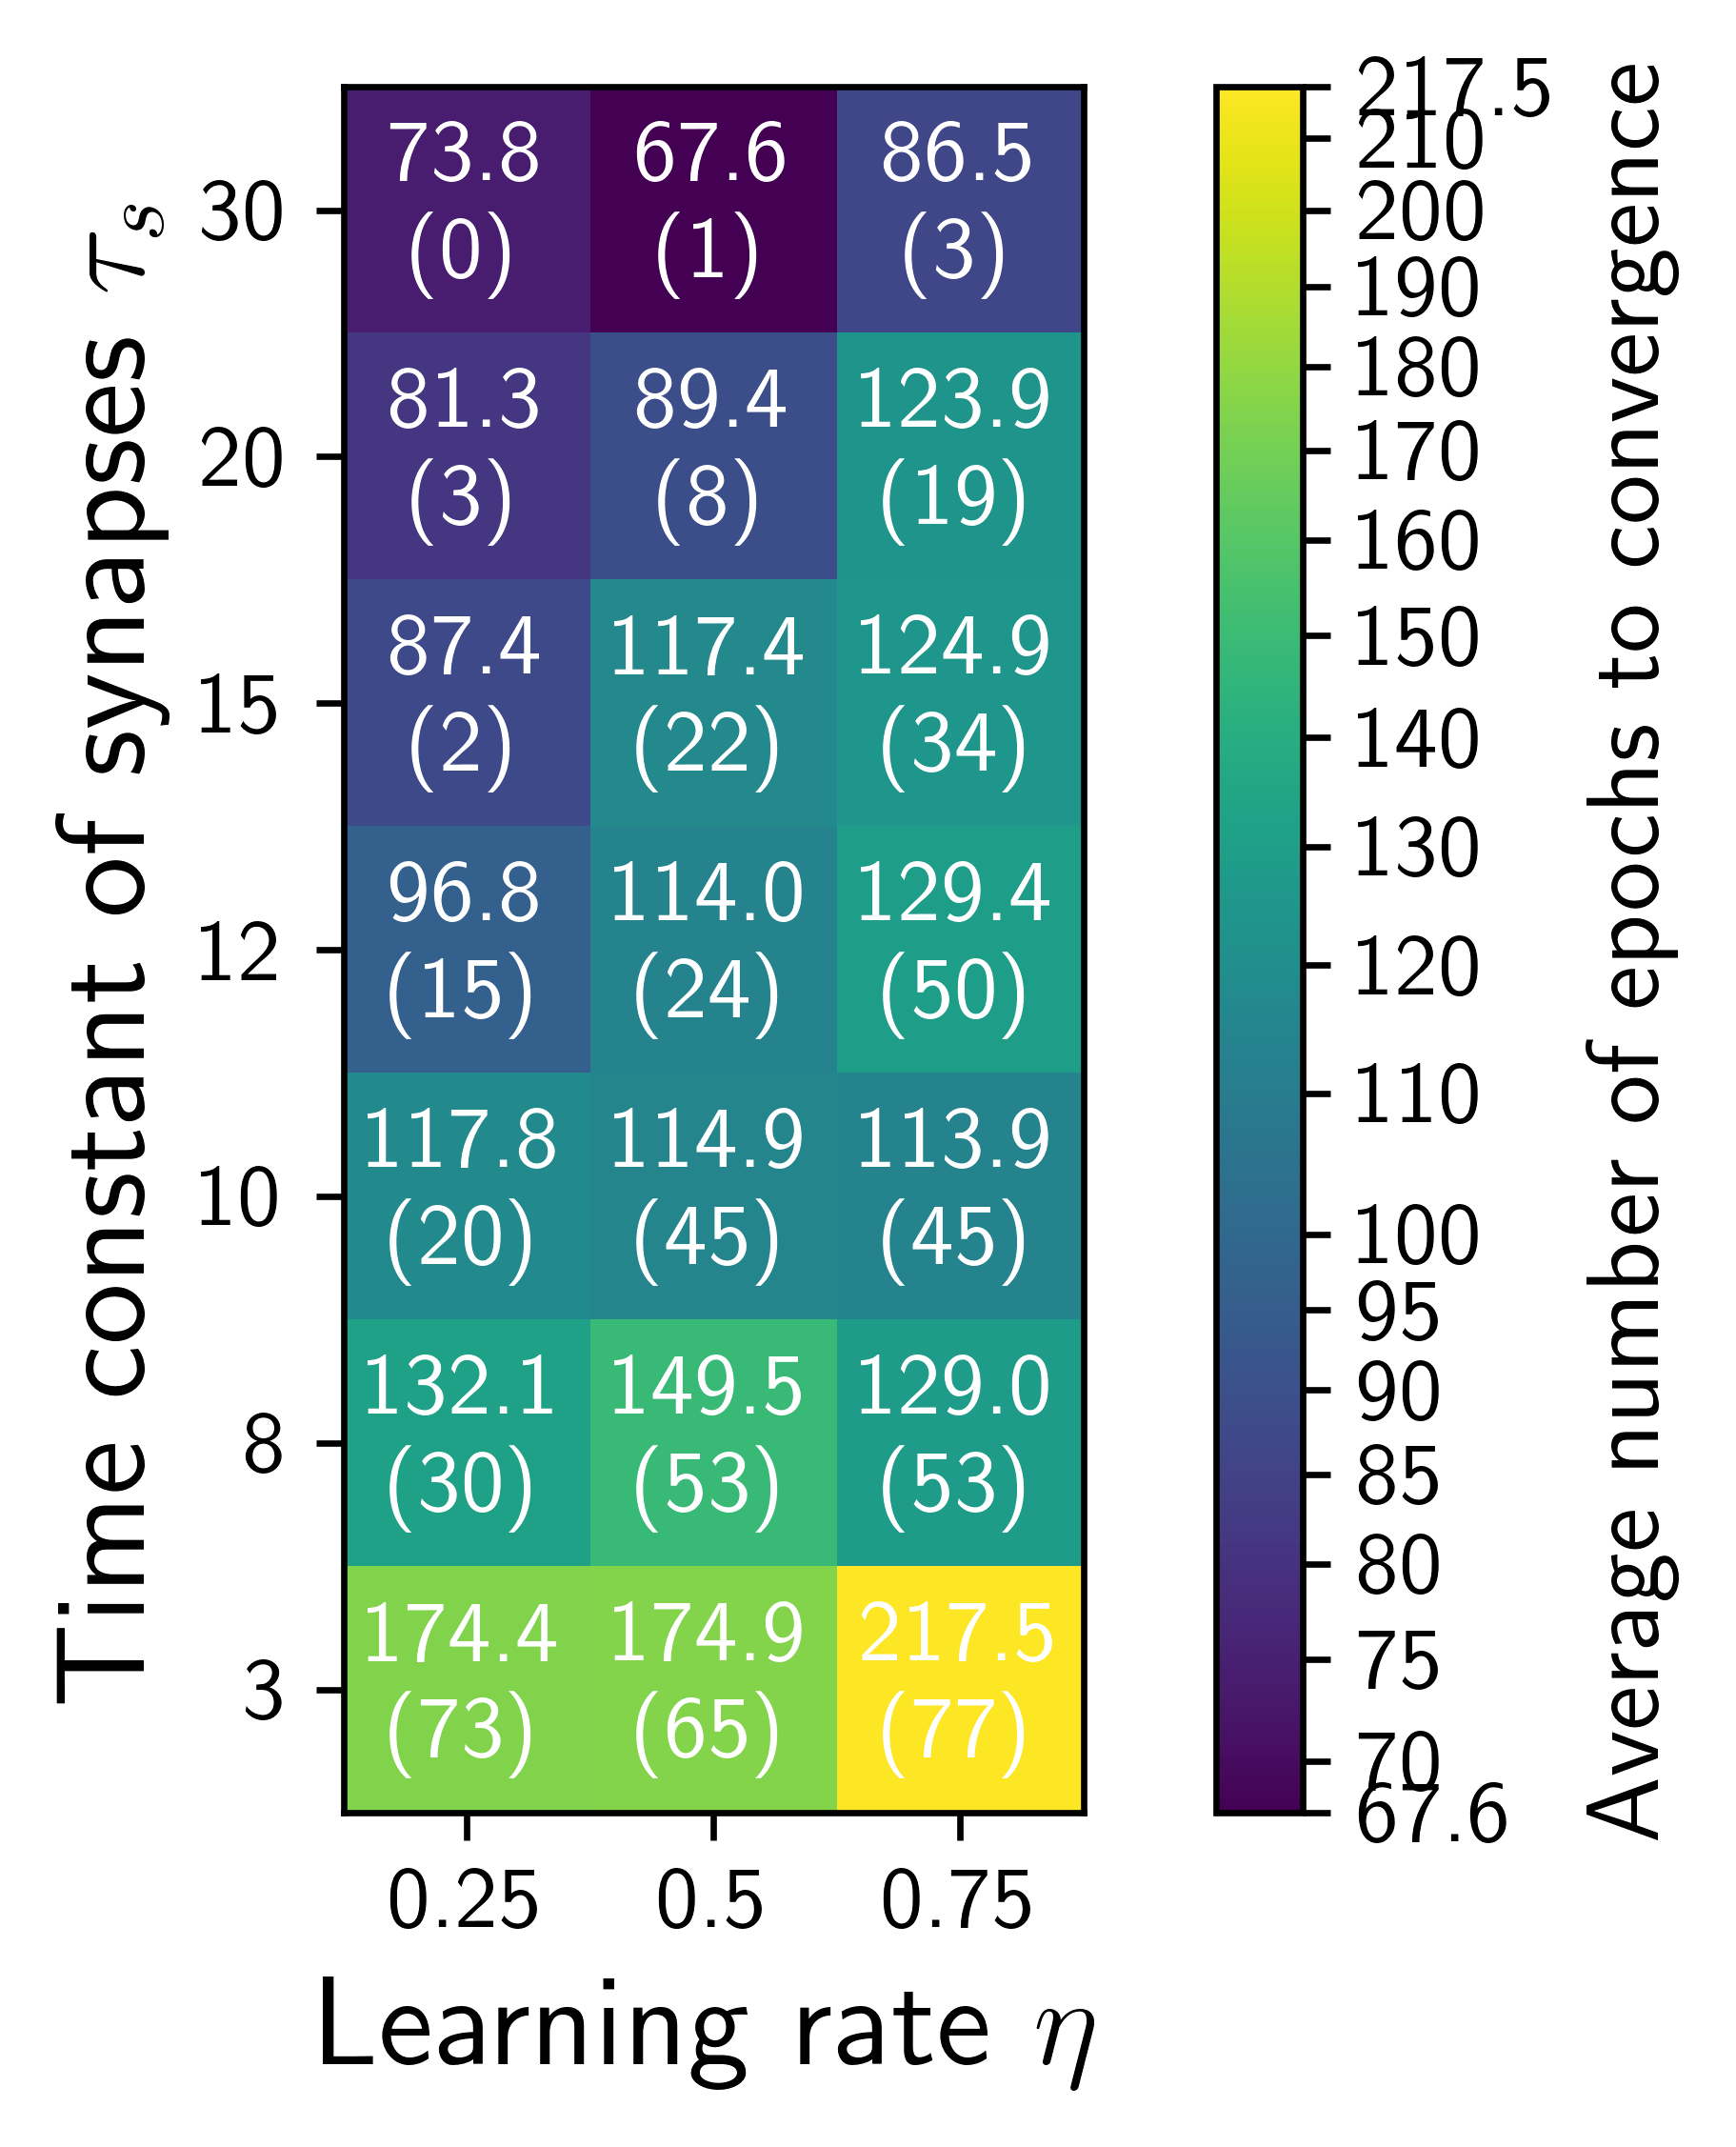 Time constant of synapses τs
30
20
15
12
10
8
3
73.8 67.6 86.5
(0) (1) (3)
81.3 89.4 123.9
(3) (8) (19)
87.4 117.4 124.9
(2) (22) (34)
96.8 114.0 129.4
(15) (24) (50)
117.8 114.9 113.9
(20) (45) (45)
132.1 149.5 129.0
(30) (53) (53)
174.4 174.9 217.5
(73) (65) (77)
0.25 0.5 0.75
Learning rate η
217.5
210
200
190
180
170
160
150
140
130
120
110
100
95
90
85
80
75
70
67.6
Average number of epochs to convergence